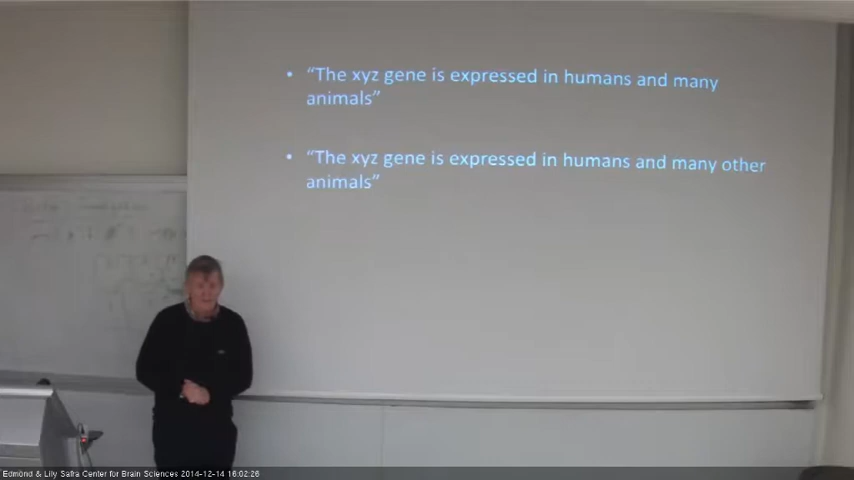 • “The xyz gene is expressed in humans and many
animals”
• “The xyz gene is expressed in humans and many other
animals”
Edmond & Lily Safra Center for Brain Sciences 2014-12-14 16:02:26